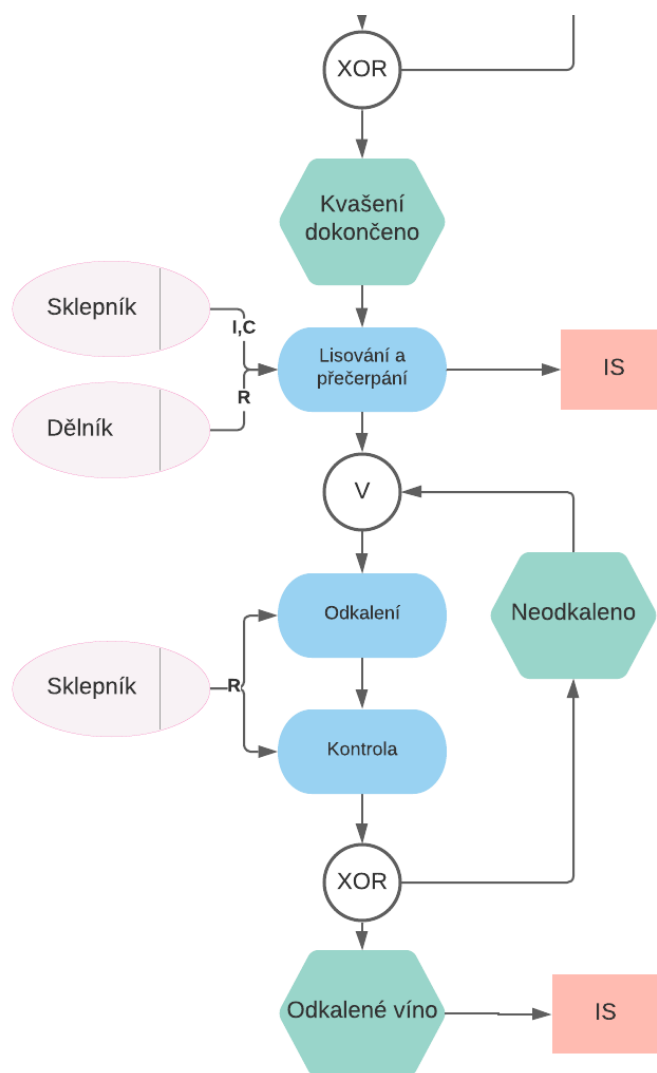 XOR
Kvašení
dokončeno
Sklepník
I,C
Lisování a
přečerpání
IS
R
Dělník
V
Odkalení
Neodkaleno
Sklepník
R
Kontrola
XOR
Odkalené víno
IS